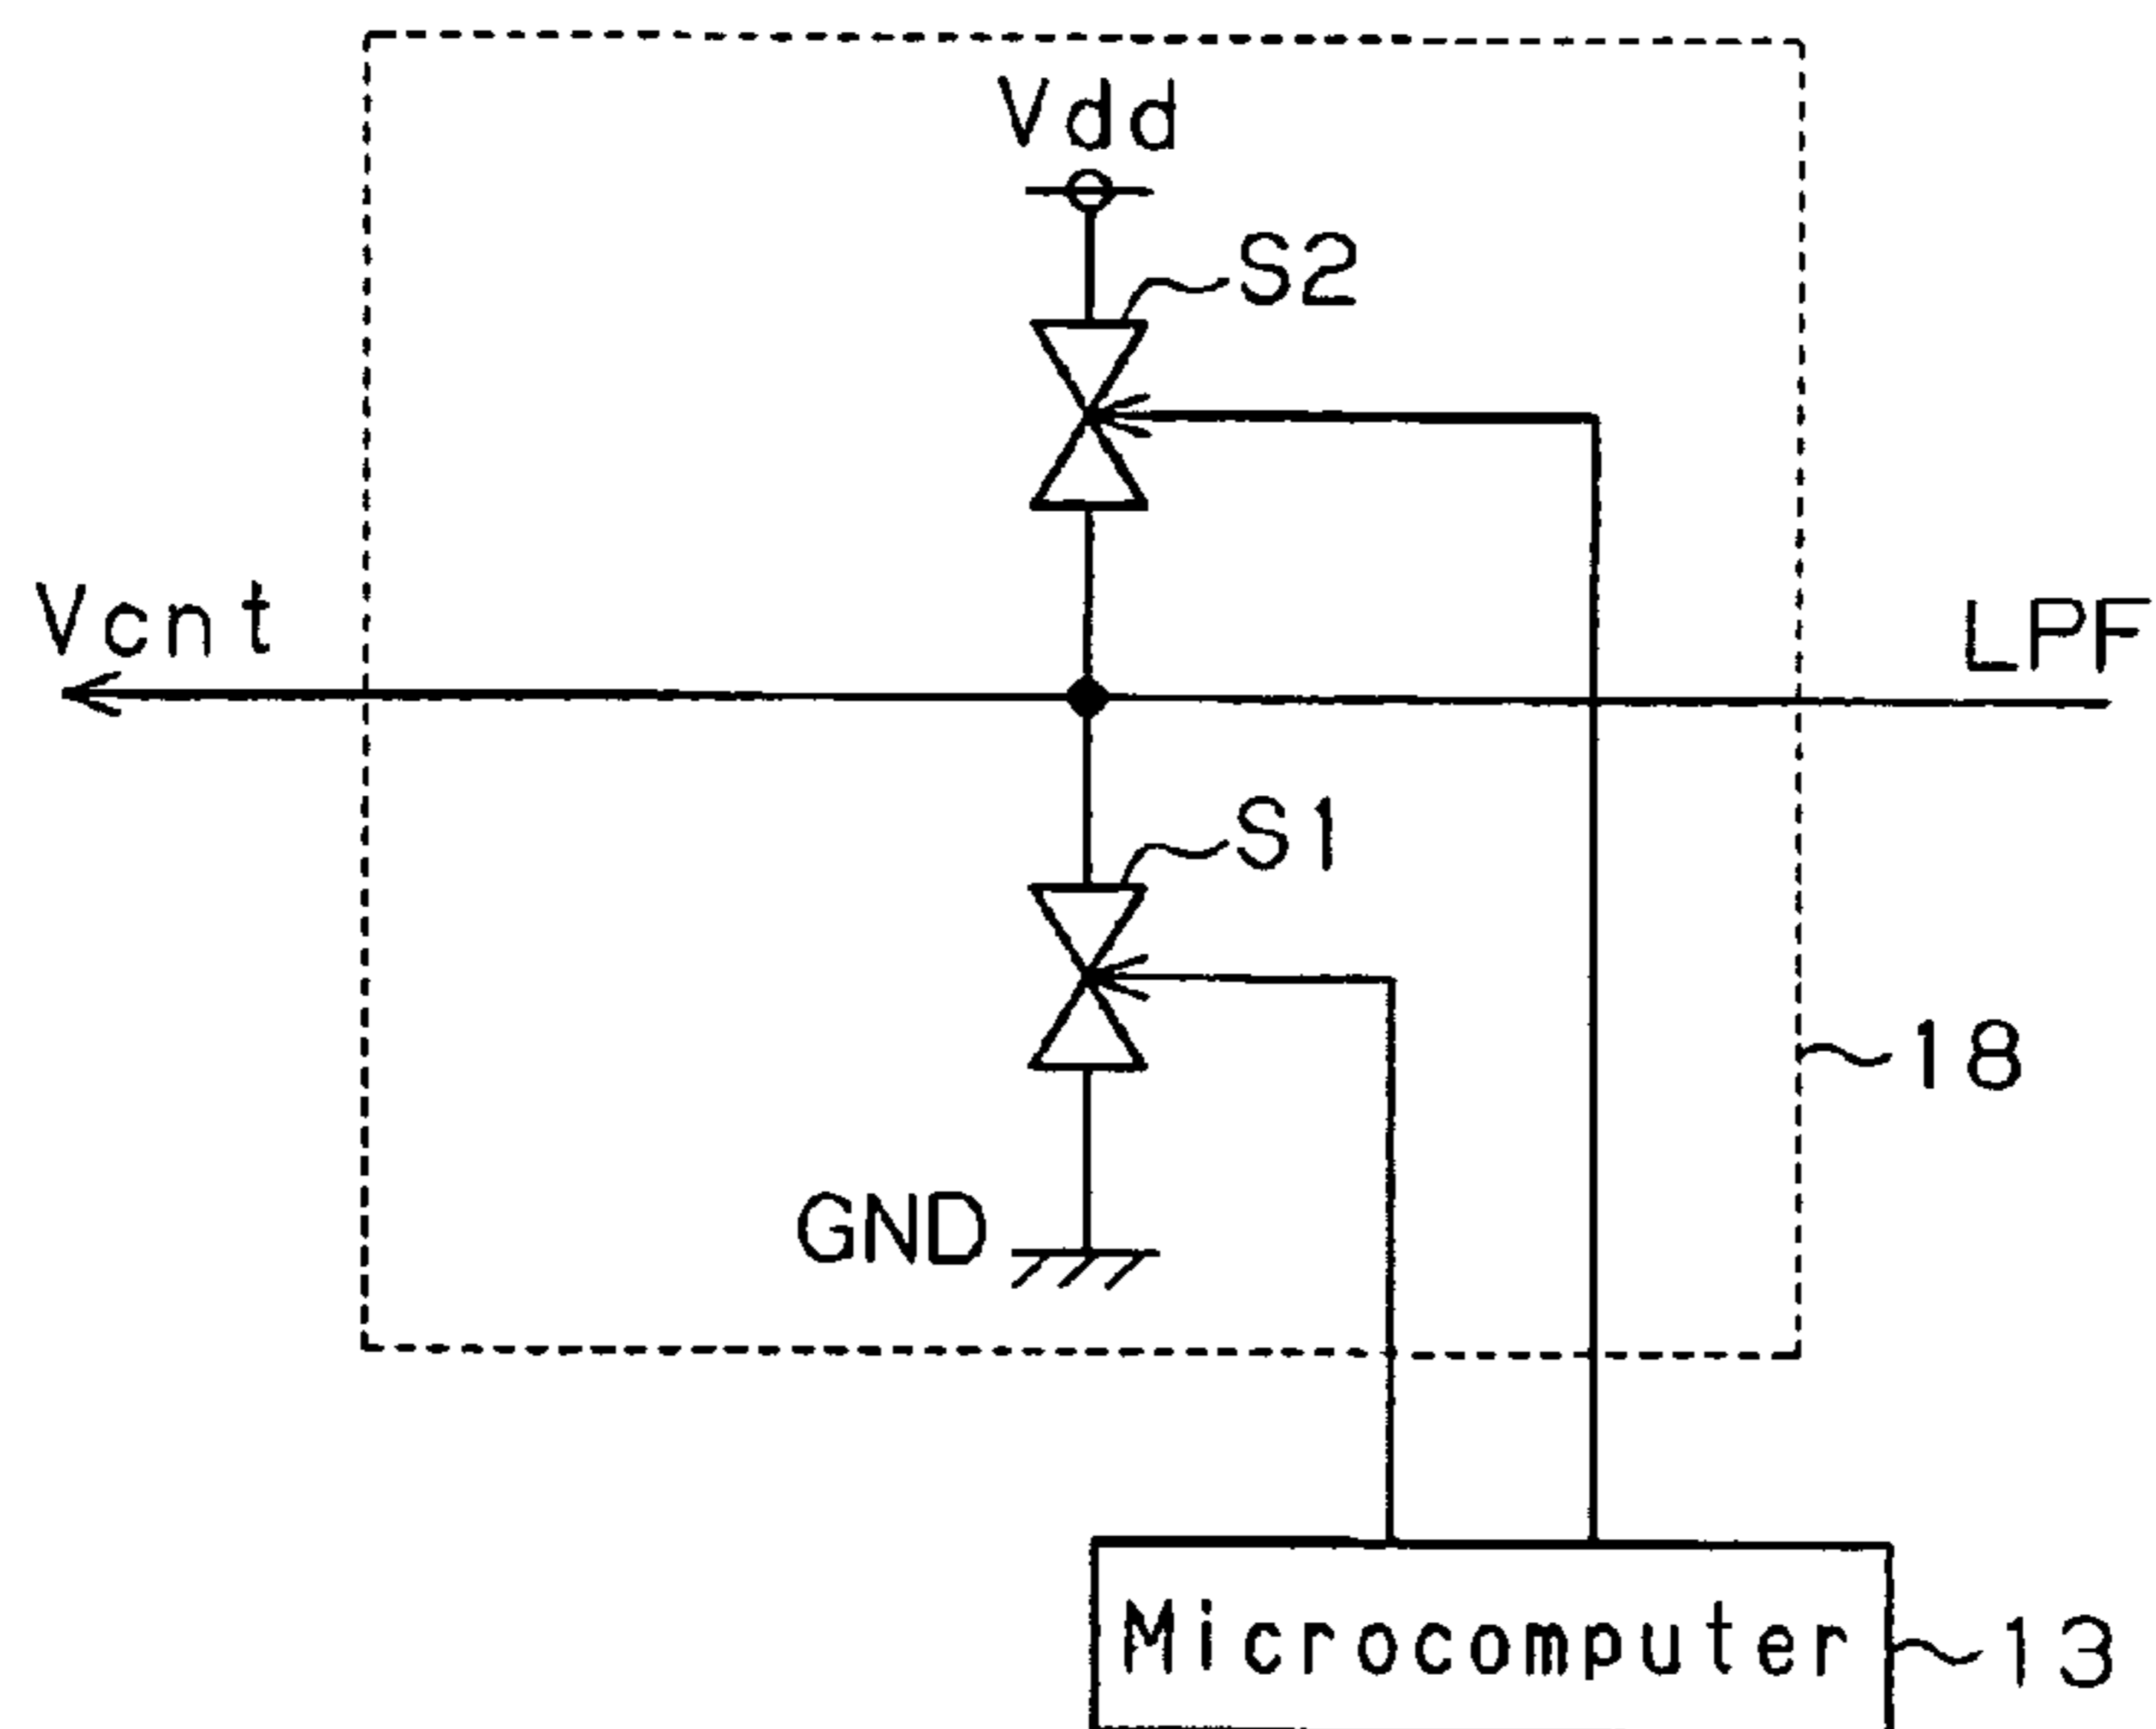 Vdd
S2
Vcnt
LPF
S1
18
GND
Microcomputer
13